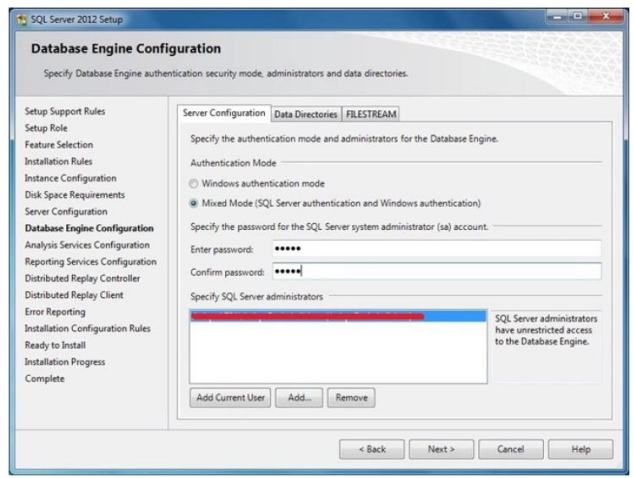 SQL Server 2012 Setup
Database Engine Configuration
Specify Database Engine authentication security mode, administrators and data directories.
Setup Support Rules
Setup Role
Feature Selection
Installation Rules
Instance Configuration
Disk Space Requirements
Server Configuration
Database Engine Configuration
Analysis Services Configuration
Reporting Services Configuration
Distributed Replay Controller
Distributed Replay Client
Error Reporting
Installation Configuration Rules
Ready to Install
Installation Progress
Complete
Server Configuration Data Directories FILESTREAM
Specify the authentication mode and administrators for the Database Engine.
Authentication Mode
Windows authentication mode
Mixed Mode (SQL Server authentication and Windows authentication)
Specify the password for the SQL Server system administrator (sa) account.
Enter password: •••••
Confirm password: •••••
Specify SQL Server administrators
SQL Server administrators
have unrestricted access
to the Database Engine.
Add Current User Add... Remove
< Back Next > Cancel Help